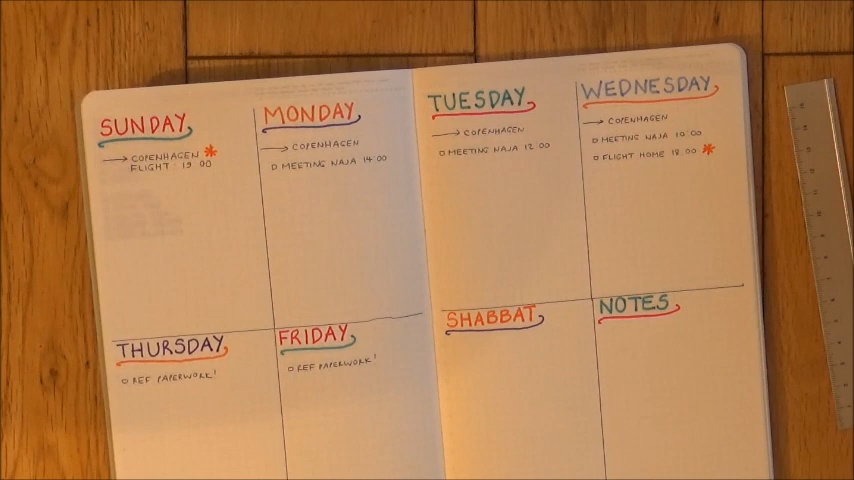 SUNDAY
→ COPENHAGEN *
FLIGHT: 19 00
MONDAY
→ COPENHAGEN
□ MEETING NAJA 14:00
TUESDAY
→ COPENHAGEN
□ MEETING NAJA 12:00
WEDNESDAY
→ COPENHAGEN
□ MEETING NAJA 10:00
□ FLIGHT HOME 18:00 *
THURSDAY
□ REF PAPERWORK!
FRIDAY
□ REF PAPERWORK!
SHABBAT
NOTES